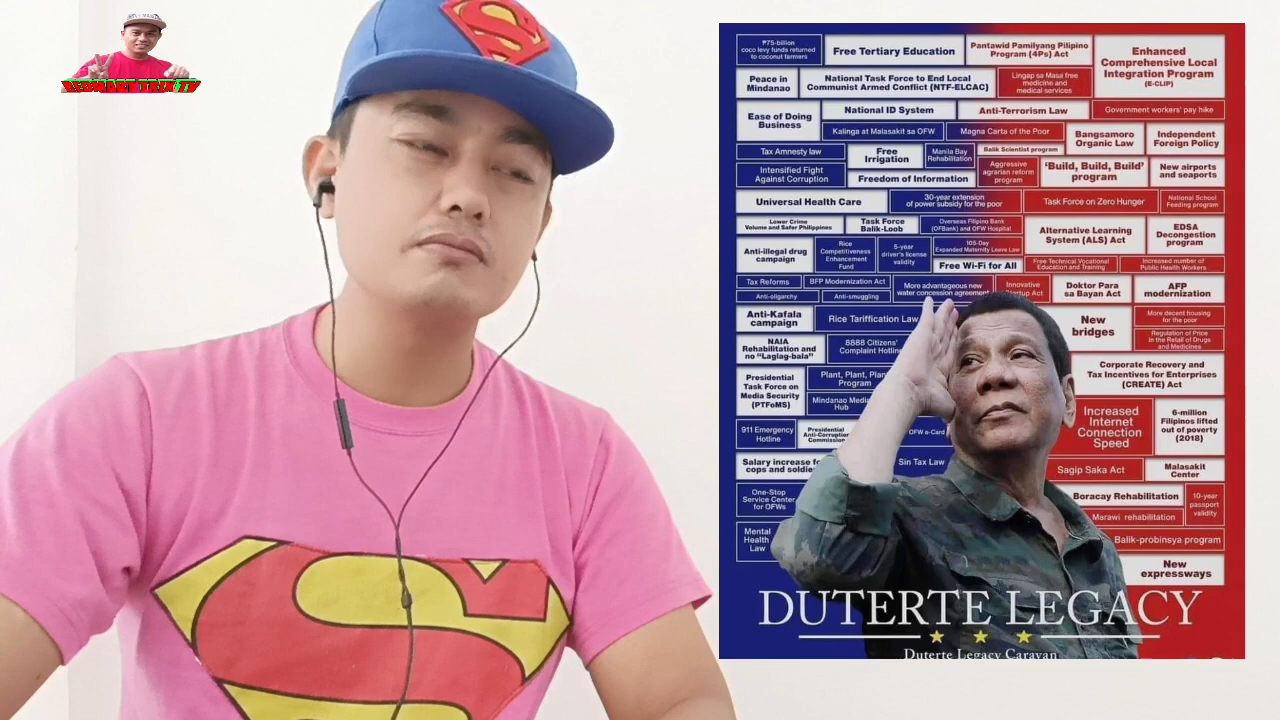 ₱75-billion
coco levy funds returned
to coconut farmers
Free Tertiary Education
Pantawid Pamilyang Pilipino
Program (4Ps) Act
Enhanced
Comprehensive Local
Integration Program
(E-CLIP)
Peace in
Mindanao
National Task Force to End Local
Communist Armed Conflict (NTF-ELCAC)
Lingap sa Masa free
medicine and
medical services
Ease of Doing
Business
National ID System
Anti-Terrorism Law
Government workers' pay hike
Kalinga at Malasakit sa OFW
Magna Carta of the Poor
Bangsamoro
Organic Law
Independent
Foreign Policy
Tax Amnesty law
Free
Irrigation
Manila Bay
Rehabilitation
Balik Scientist program
Intensified Fight
Against Corruption
Freedom of Information
Aggressive
agrarian reform
program
'Build, Build, Build'
program
New airports
and seaports
Universal Health Care
30-year extension
of power subsidy for the poor
Task Force on Zero Hunger
National School
Feeding program
Lower Crime
Volume and Safer Philippines
Task Force
Balik-Loob
Overseas Filipino Bank
(OFBank) and OFW Hospital
Alternative Learning
System (ALS) Act
EDSA
Decongestion
program
Anti-illegal drug
campaign
Rice
Competitiveness
Enhancement
Fund
5-year
driver's license
validity
105-Day
Expanded Maternity Leave Law
Free Wi-Fi for All
Free Technical Vocational
Education and Training
Increased number of
Public Health Workers
Tax Reforms
BFP Modernization Act
More advantageous new
water concession agreement
Innovative
Startup Act
Doktor Para
sa Bayan Act
AFP
modernization
Anti-oligarchy
Anti-smuggling
Anti-Kafala
campaign
Rice Tariffication Law
New
bridges
More decent housing
for the poor
Regulation of Price
in the Retail of Drugs
and Medicines
NAIA
Rehabilitation and
no "Laglag-bala"
8888 Citizens'
Complaint Hotline
Corporate Recovery and
Tax Incentives for Enterprises
(CREATE) Act
Presidential
Task Force on
Media Security
(PTFoMS)
Plant, Plant, Plant
Program
Mindanao Media
Hub
Increased
Internet
Connection
Speed
6-million
Filipinos lifted
out of poverty
(2018)
911 Emergency
Hotline
Presidential
Anti-Corruption
Commission
OFW e-Card
Salary increase for
cops and soldiers
Sin Tax Law
Sagip Saka Act
Malasakit
Center
One-Stop
Service Center
for OFWs
Boracay Rehabilitation
10-year
passport
validity
Marawi rehabilitation
Mental
Health
Law
Balik-probinsya program
New
expressways
DUTERTE LEGACY
Duterte Legacy Caravan